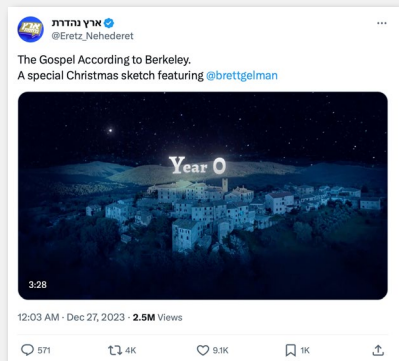 ארץ נהדרת
@Eretz_Nehederet
The Gospel According to Berkeley.
A special Christmas sketch featuring @brettgelman
Year 0
3:28
12:03 AM · Dec 27, 2023 · 2.5M Views
571 4K 9.1K 1K